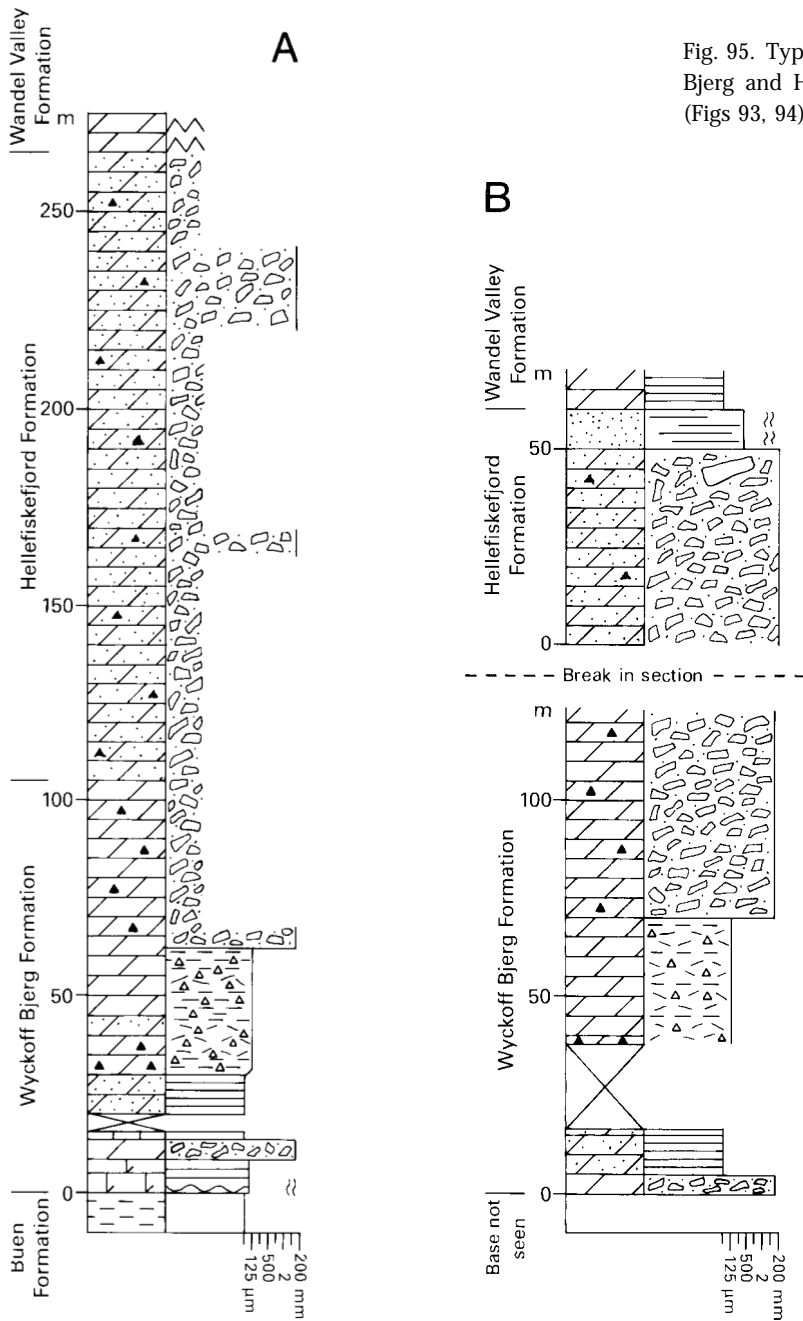 A
Fig. 95. Typ
Bjerg and H
(Figs 93, 94)
Wandel Valley
Formation
m
250
200
150
100
50
0
Hellefiskefjord Formation
Wyckoff Bjerg Formation
Buen
Formation
200 mm
2
500
125 µm
B
Wandel Valley
Formation
m
50
0
Hellefiskefjord
Formation
Break in section
m
100
50
0
Wyckoff Bjerg Formation
Base not
seen
200 mm
2
500
125 µm